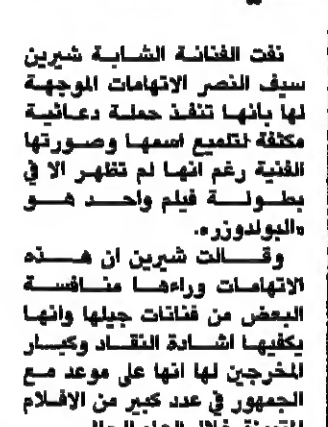 نفت الفنانة الشابة شيرين
سيف النصر الاتهامات الموجهة
لها بانها تنفذ حملة دعائية
مكثفة لتلميع اسمها وصورتها
الفنية رغم انها لم تظهر الا في
بطولة فيلم واحد هو
«البولدوزر».
وقالت شيرين ان هذه
الاتهامات وراءها منافسة
البعض من فنانات جيلها وانها
يكفيها اشادة النقاد وكبار
المخرجين لها انها على موعد مع
الجمهور في عدد كبير من الافلام
خلال العام